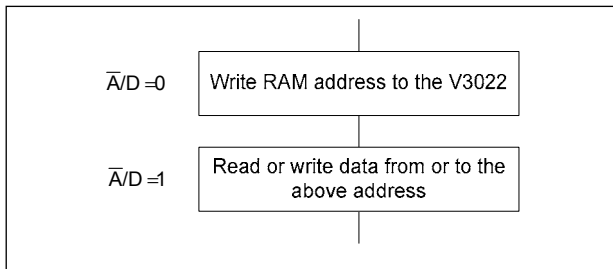 A̅/D =0
Write RAM address to the V3022
A̅/D =1
Read or write data from or to the
above address